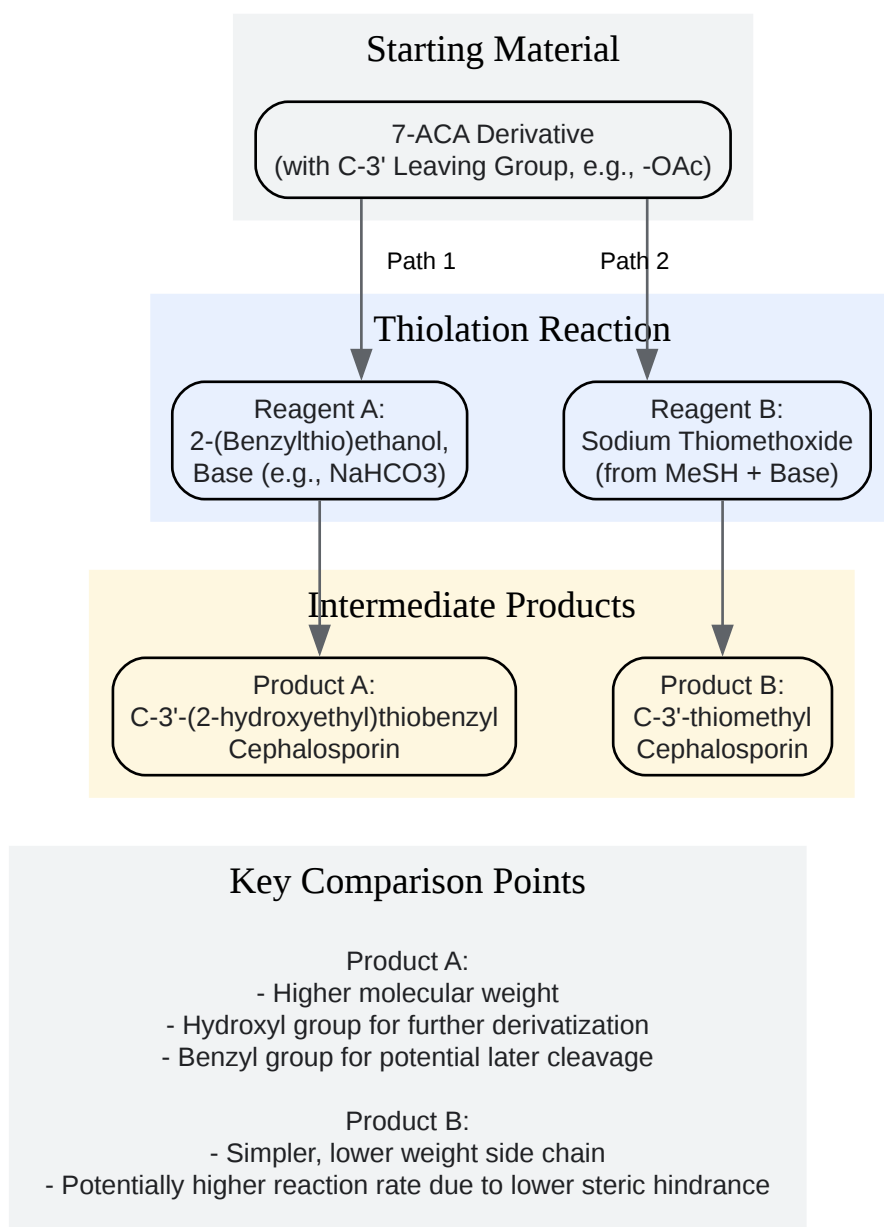 Starting Material
7-ACA Derivative
(with C-3' Leaving Group, e.g., -OAc)
Path 1
Path 2
Thiolation Reaction
Reagent A:
2-(Benzylthio)ethanol,
Base (e.g., NaHCO3)
Reagent B:
Sodium Thiomethoxide
(from MeSH + Base)
Intermediate Products
Product A:
C-3'-(2-hydroxyethyl)thiobenzyl
Cephalosporin
Product B:
C-3'-thiomethyl
Cephalosporin
Key Comparison Points
Product A:
- Higher molecular weight
- Hydroxyl group for further derivatization
- Benzyl group for potential later cleavage
Product B:
- Simpler, lower weight side chain
- Potentially higher reaction rate due to lower steric hindrance